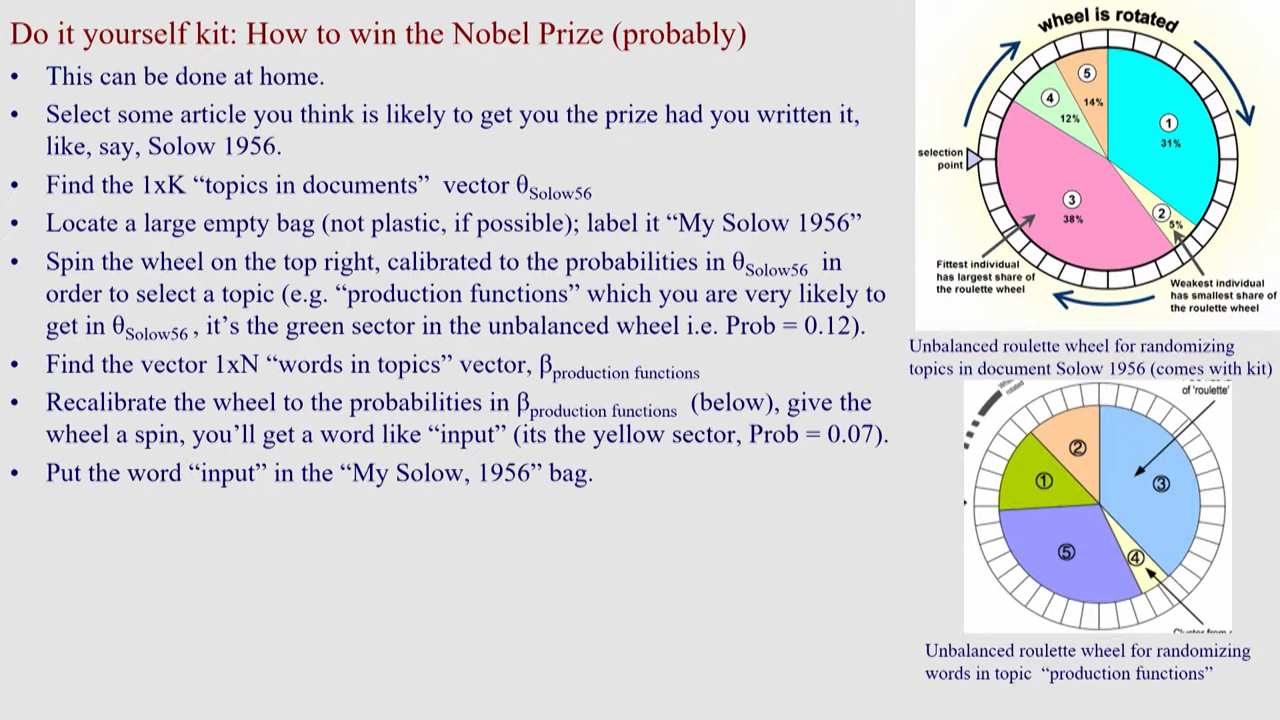 Do it yourself kit: How to win the Nobel Prize (probably)
• This can be done at home.
• Select some article you think is likely to get you the prize had you written it,
like, say, Solow 1956.
• Find the 1xK “topics in documents” vector θSolow56
• Locate a large empty bag (not plastic, if possible); label it “My Solow 1956”
• Spin the wheel on the top right, calibrated to the probabilities in θSolow56 in
order to select a topic (e.g. “production functions” which you are very likely to
get in θSolow56 , it’s the green sector in the unbalanced wheel i.e. Prob = 0.12).
• Find the vector 1xN “words in topics” vector, βproduction functions
• Recalibrate the wheel to the probabilities in βproduction functions (below), give the
wheel a spin, you’ll get a word like “input” (its the yellow sector, Prob = 0.07).
• Put the word “input” in the “My Solow, 1956” bag.
wheel is rotated
5
14%
4
12%
1
31%
selection
point
3
38%
2
5%
Fittest individual
has largest share of
the roulette wheel
Weakest individual
has smallest share of
the roulette wheel
Unbalanced roulette wheel for randomizing
topics in document Solow 1956 (comes with kit)
rotated
of 'roulette'
2
1
3
5
4
Unbalanced roulette wheel for randomizing
words in topic “production functions”